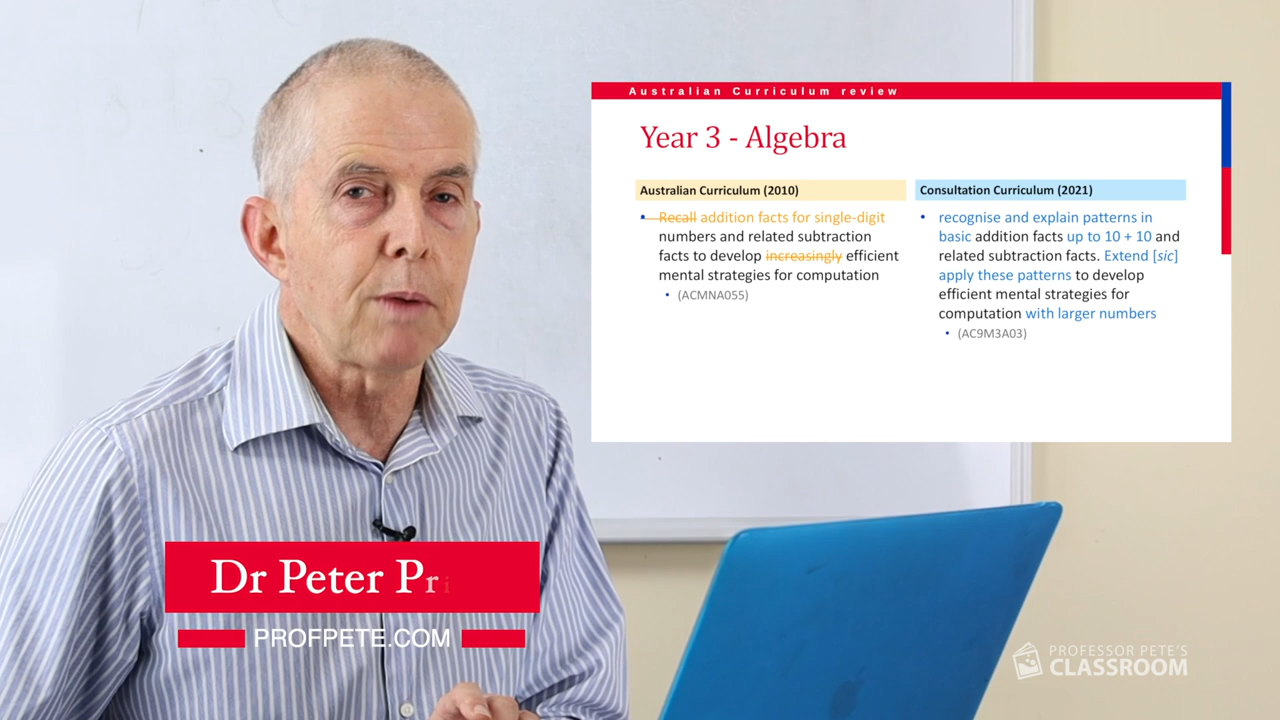 Australian Curriculum review
Year 3 - Algebra
Australian Curriculum (2010)
• Recall addition facts for single-digit
numbers and related subtraction
facts to develop increasingly efficient
mental strategies for computation
• (ACMNA055)
Consultation Curriculum (2021)
• recognise and explain patterns in
basic addition facts up to 10 + 10 and
related subtraction facts. Extend [sic]
apply these patterns to develop
efficient mental strategies for
computation with larger numbers
• (AC9M3A03)
Dr Peter Pri
PROFPETE.COM
PROFESSOR PETE'S
CLASSROOM